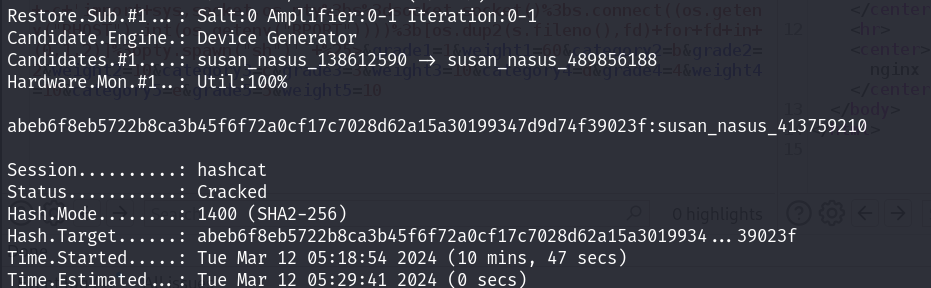 Restore.Sub.#1...: Salt:0 Amplifier:0-1 Iteration:0-1
Candidate.Engine.: Device Generator
Candidates.#1....: susan_nasus_138612590 -> susan_nasus_489856188
Hardware.Mon.#1..: Util:100%
abeb6f8eb5722b8ca3b45f6f72a0cf17c7028d62a15a30199347d9d74f39023f:susan_nasus_413759210
Session..........: hashcat
Status...........: Cracked
Hash.Mode........: 1400 (SHA2-256)
Hash.Target......: abeb6f8eb5722b8ca3b45f6f72a0cf17c7028d62a15a3019934...39023f
Time.Started.....: Tue Mar 12 05:18:54 2024 (10 mins, 47 secs)
Time.Estimated...: Tue Mar 12 05:29:41 2024 (0 secs)
12
</center
<hr>
<center>
nginx
</center
13
</body>
15
0 highlights